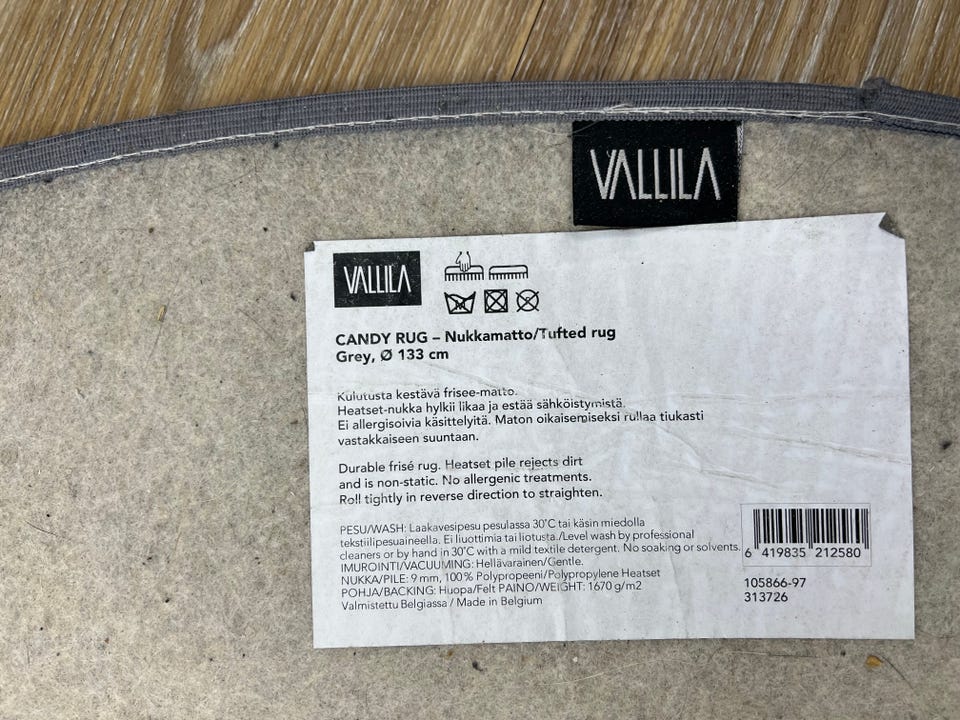 VALLILA
VALLILA
CANDY RUG – Nukkamatto/Tufted rug
Grey, Ø 133 cm
Kulutusta kestävä frisee-matto.
Heatset-nukka hylkii likaa ja estää sähköistymistä.
Ei allergisoivia käsittelyitä. Maton oikaisemiseksi rullaa tiukasti
vastakkaiseen suuntaan.
Durable frisé rug. Heatset pile rejects dirt
and is non-static. No allergenic treatments.
Roll tightly in reverse direction to straighten.
PESU/WASH: Laakavesipesu pesulassa 30°C tai käsin miedolla
tekstiilipesuaineella. Ei liuottimia tai liotusta./Level wash by professional
cleaners or by hand in 30°C with a mild textile detergent. No soaking or solvents.
IMUROINTI/VACUUMING: Hellävarainen/Gentle.
NUKKA/PILE: 9 mm, 100% Polypropeeni/Polypropylene Heatset
POHJA/BACKING: Huopa/Felt PAINO/WEIGHT: 1670 g/m2
Valmistettu Belgiassa / Made in Belgium
6 419835 212580
105866-97
313726